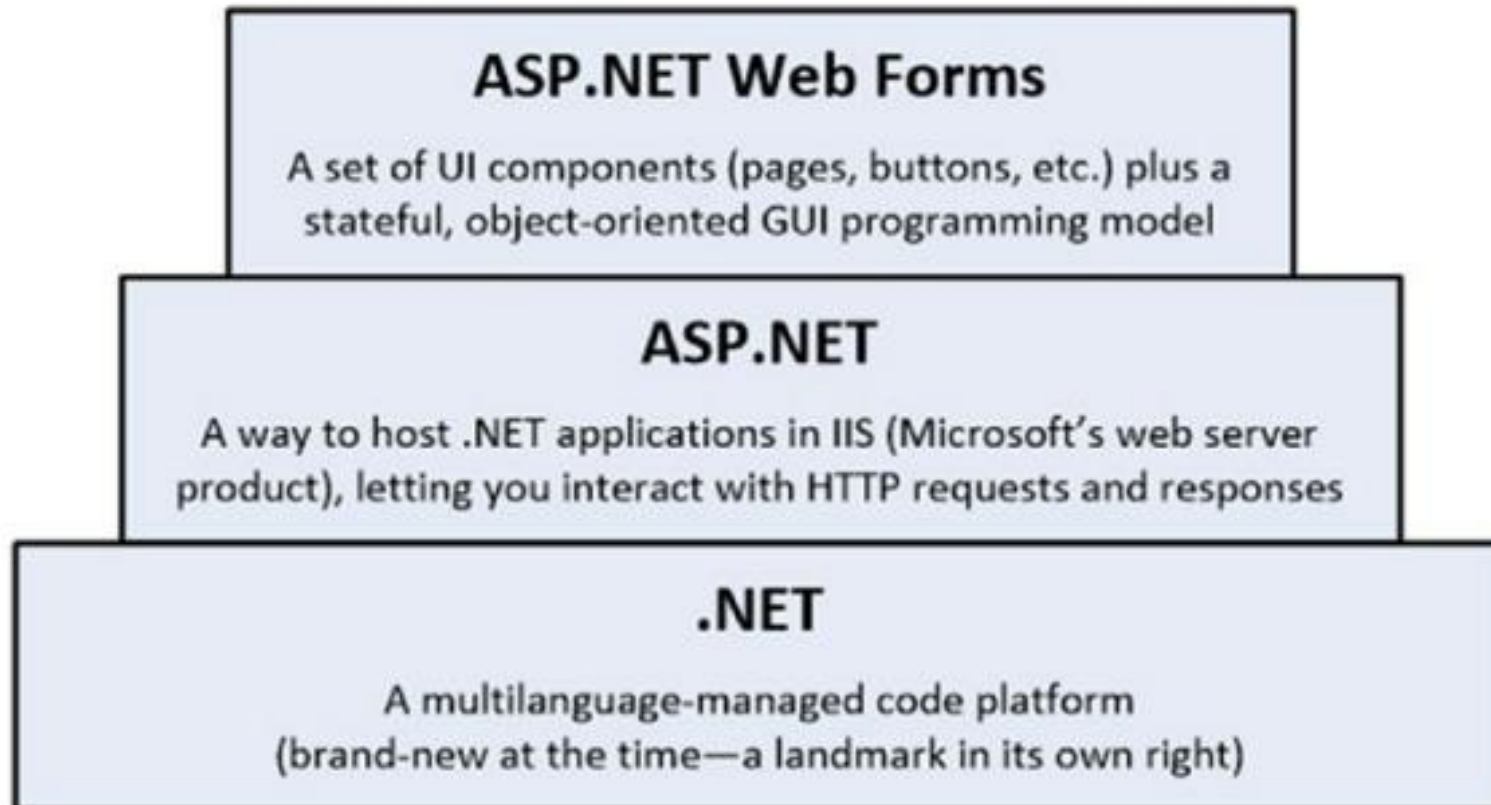 ASP.NET Web Forms
A set of UI components (pages, buttons, etc.) plus a
stateful, object-oriented GUI programming model
ASP.NET
A way to host .NET applications in IIS (Microsoft’s web server
product), letting you interact with HTTP requests and responses
.NET
A multilanguage-managed code platform
(brand-new at the time—a landmark in its own right)